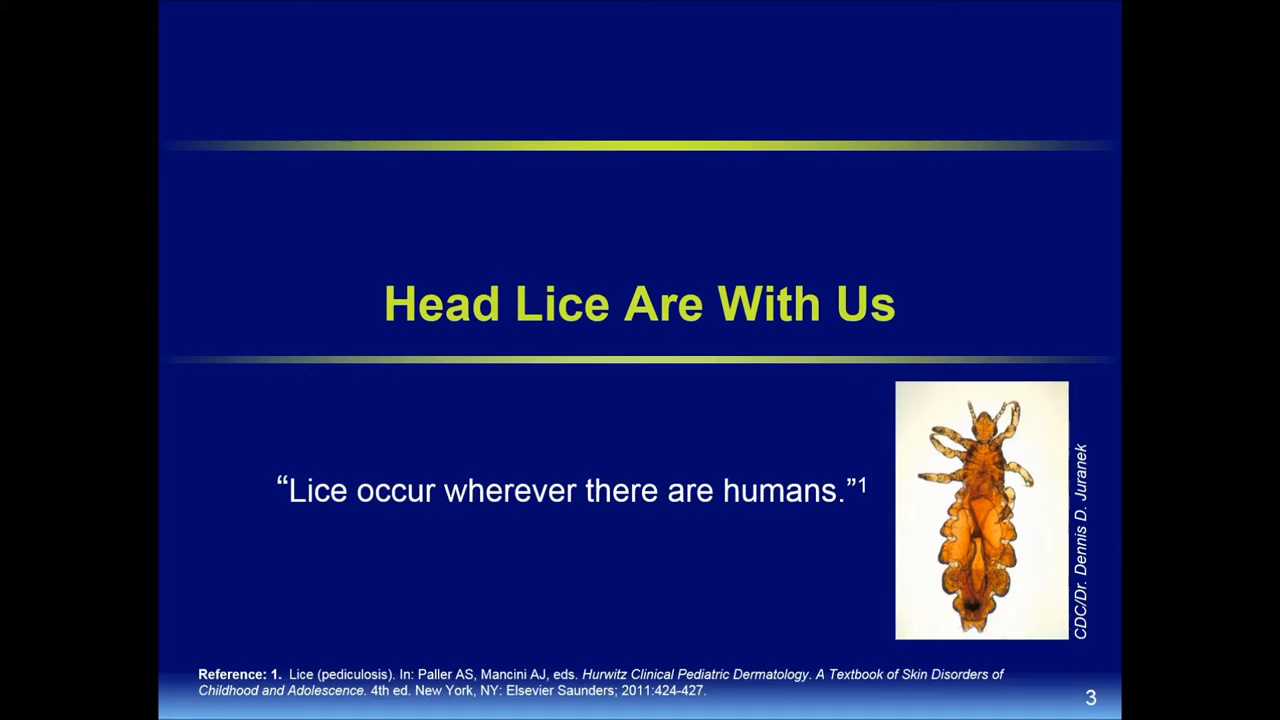 Head Lice Are With Us
“Lice occur wherever there are humans.”1
CDC/Dr. Dennis D. Juranek
Reference: 1. Lice (pediculosis). In: Paller AS, Mancini AJ, eds. Hurwitz Clinical Pediatric Dermatology. A Textbook of Skin Disorders of
Childhood and Adolescence. 4th ed. New York, NY: Elsevier Saunders; 2011:424-427.
3